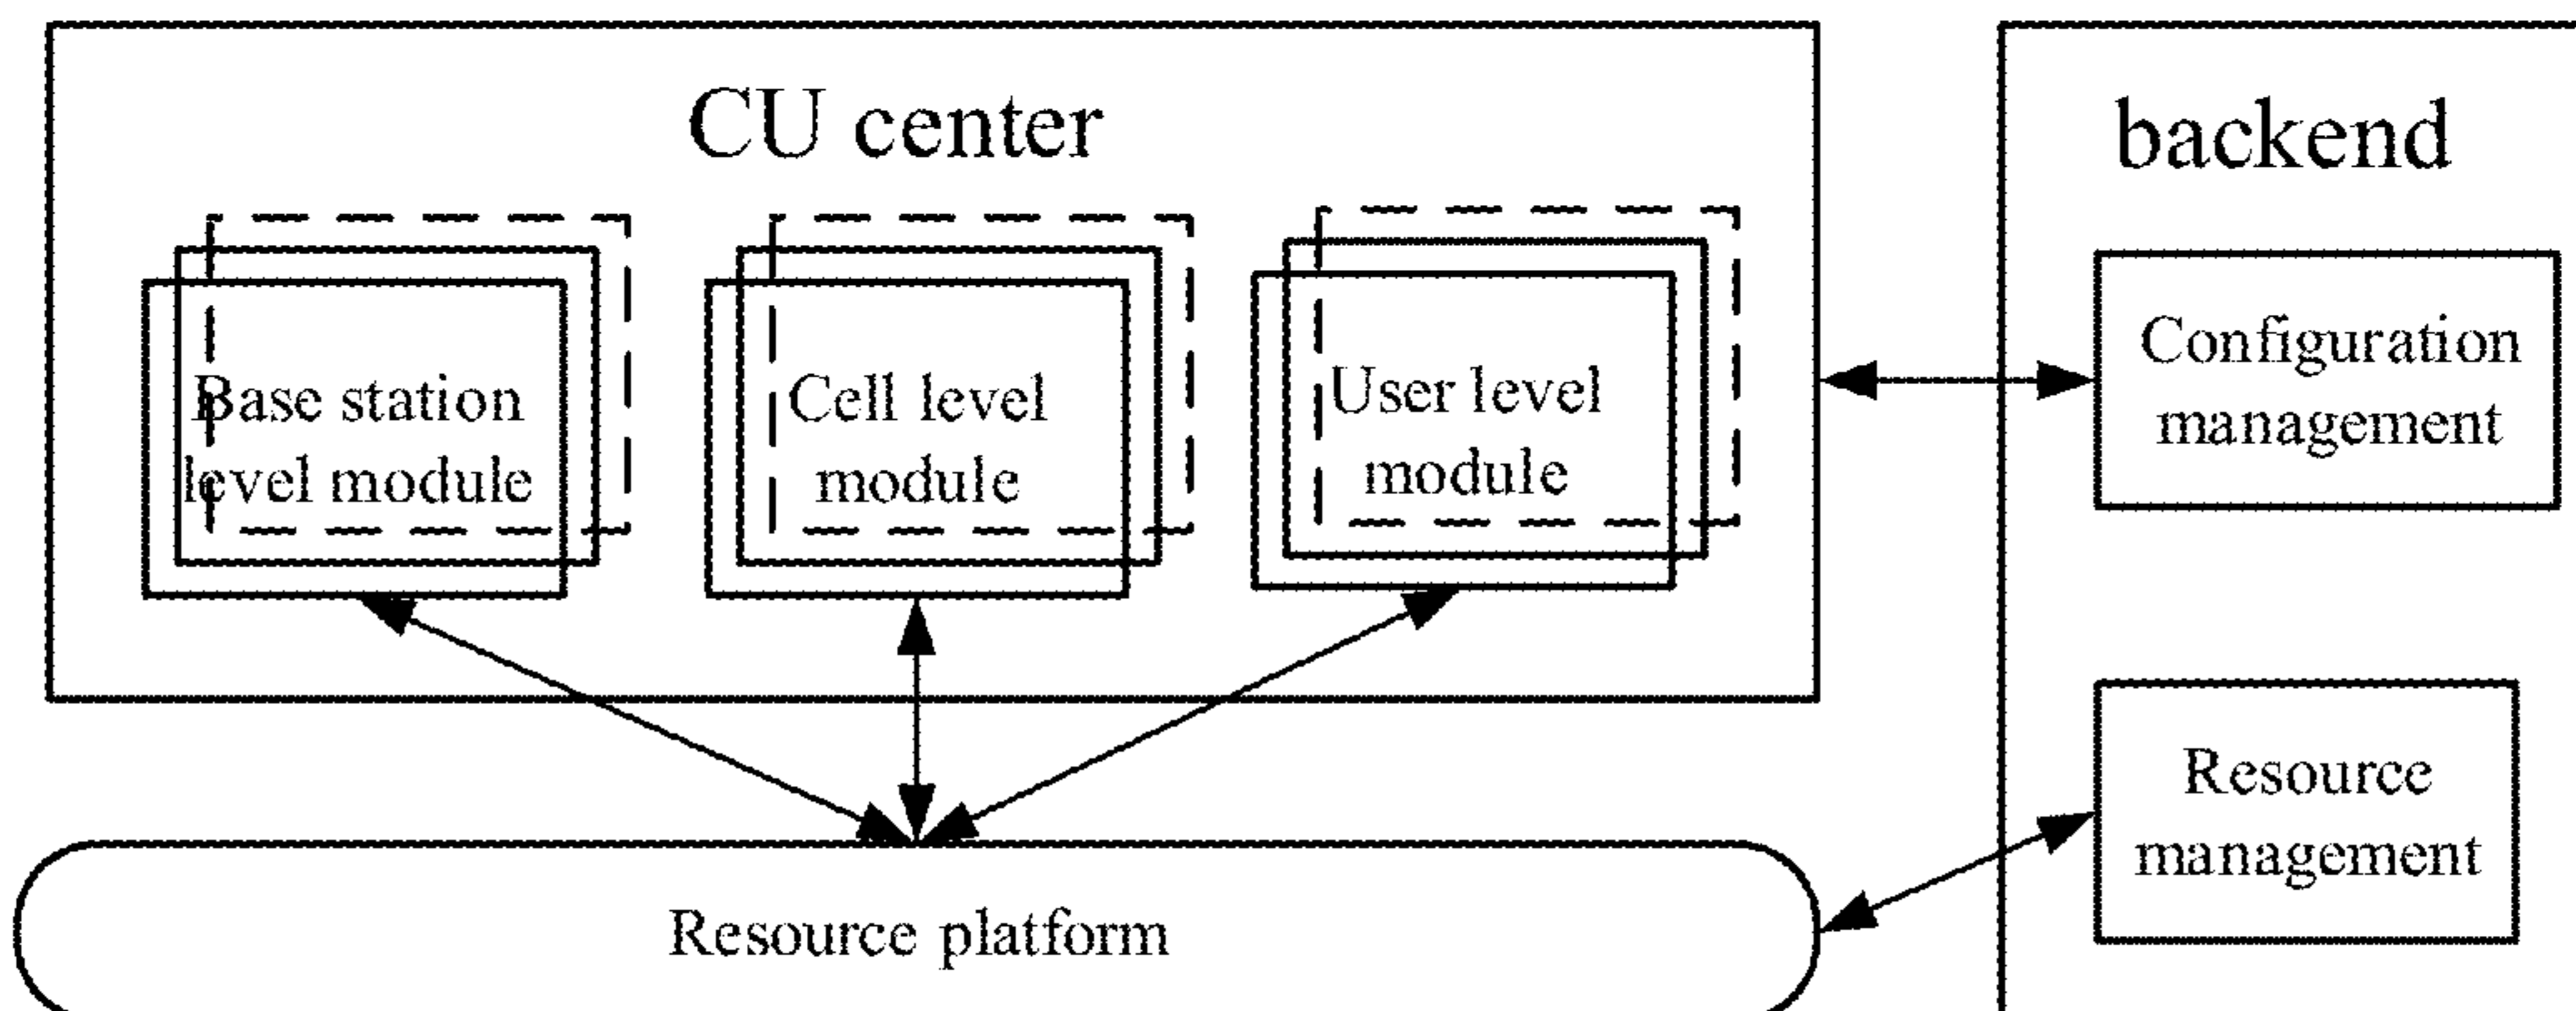 CU center
backend
Base station
level module
Cell level
module
User level
module
Configuration
management
Resource
management
Resource platform